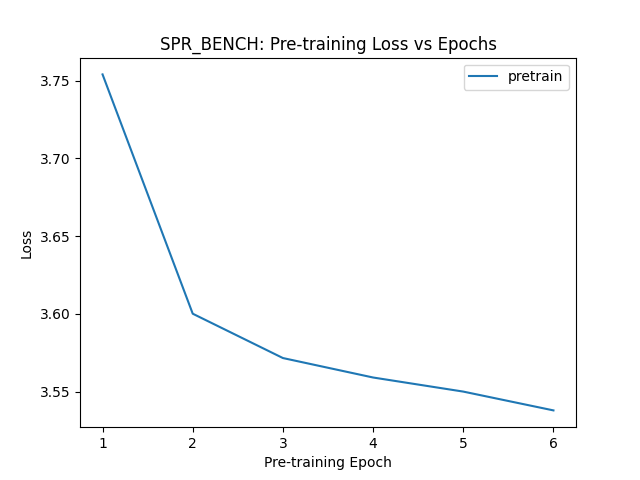 SPR_BENCH: Pre-training Loss vs Epochs
pretrain
3.75
3.70
3.65
3.60
3.55
Loss
1 2 3 4 5 6
Pre-training Epoch